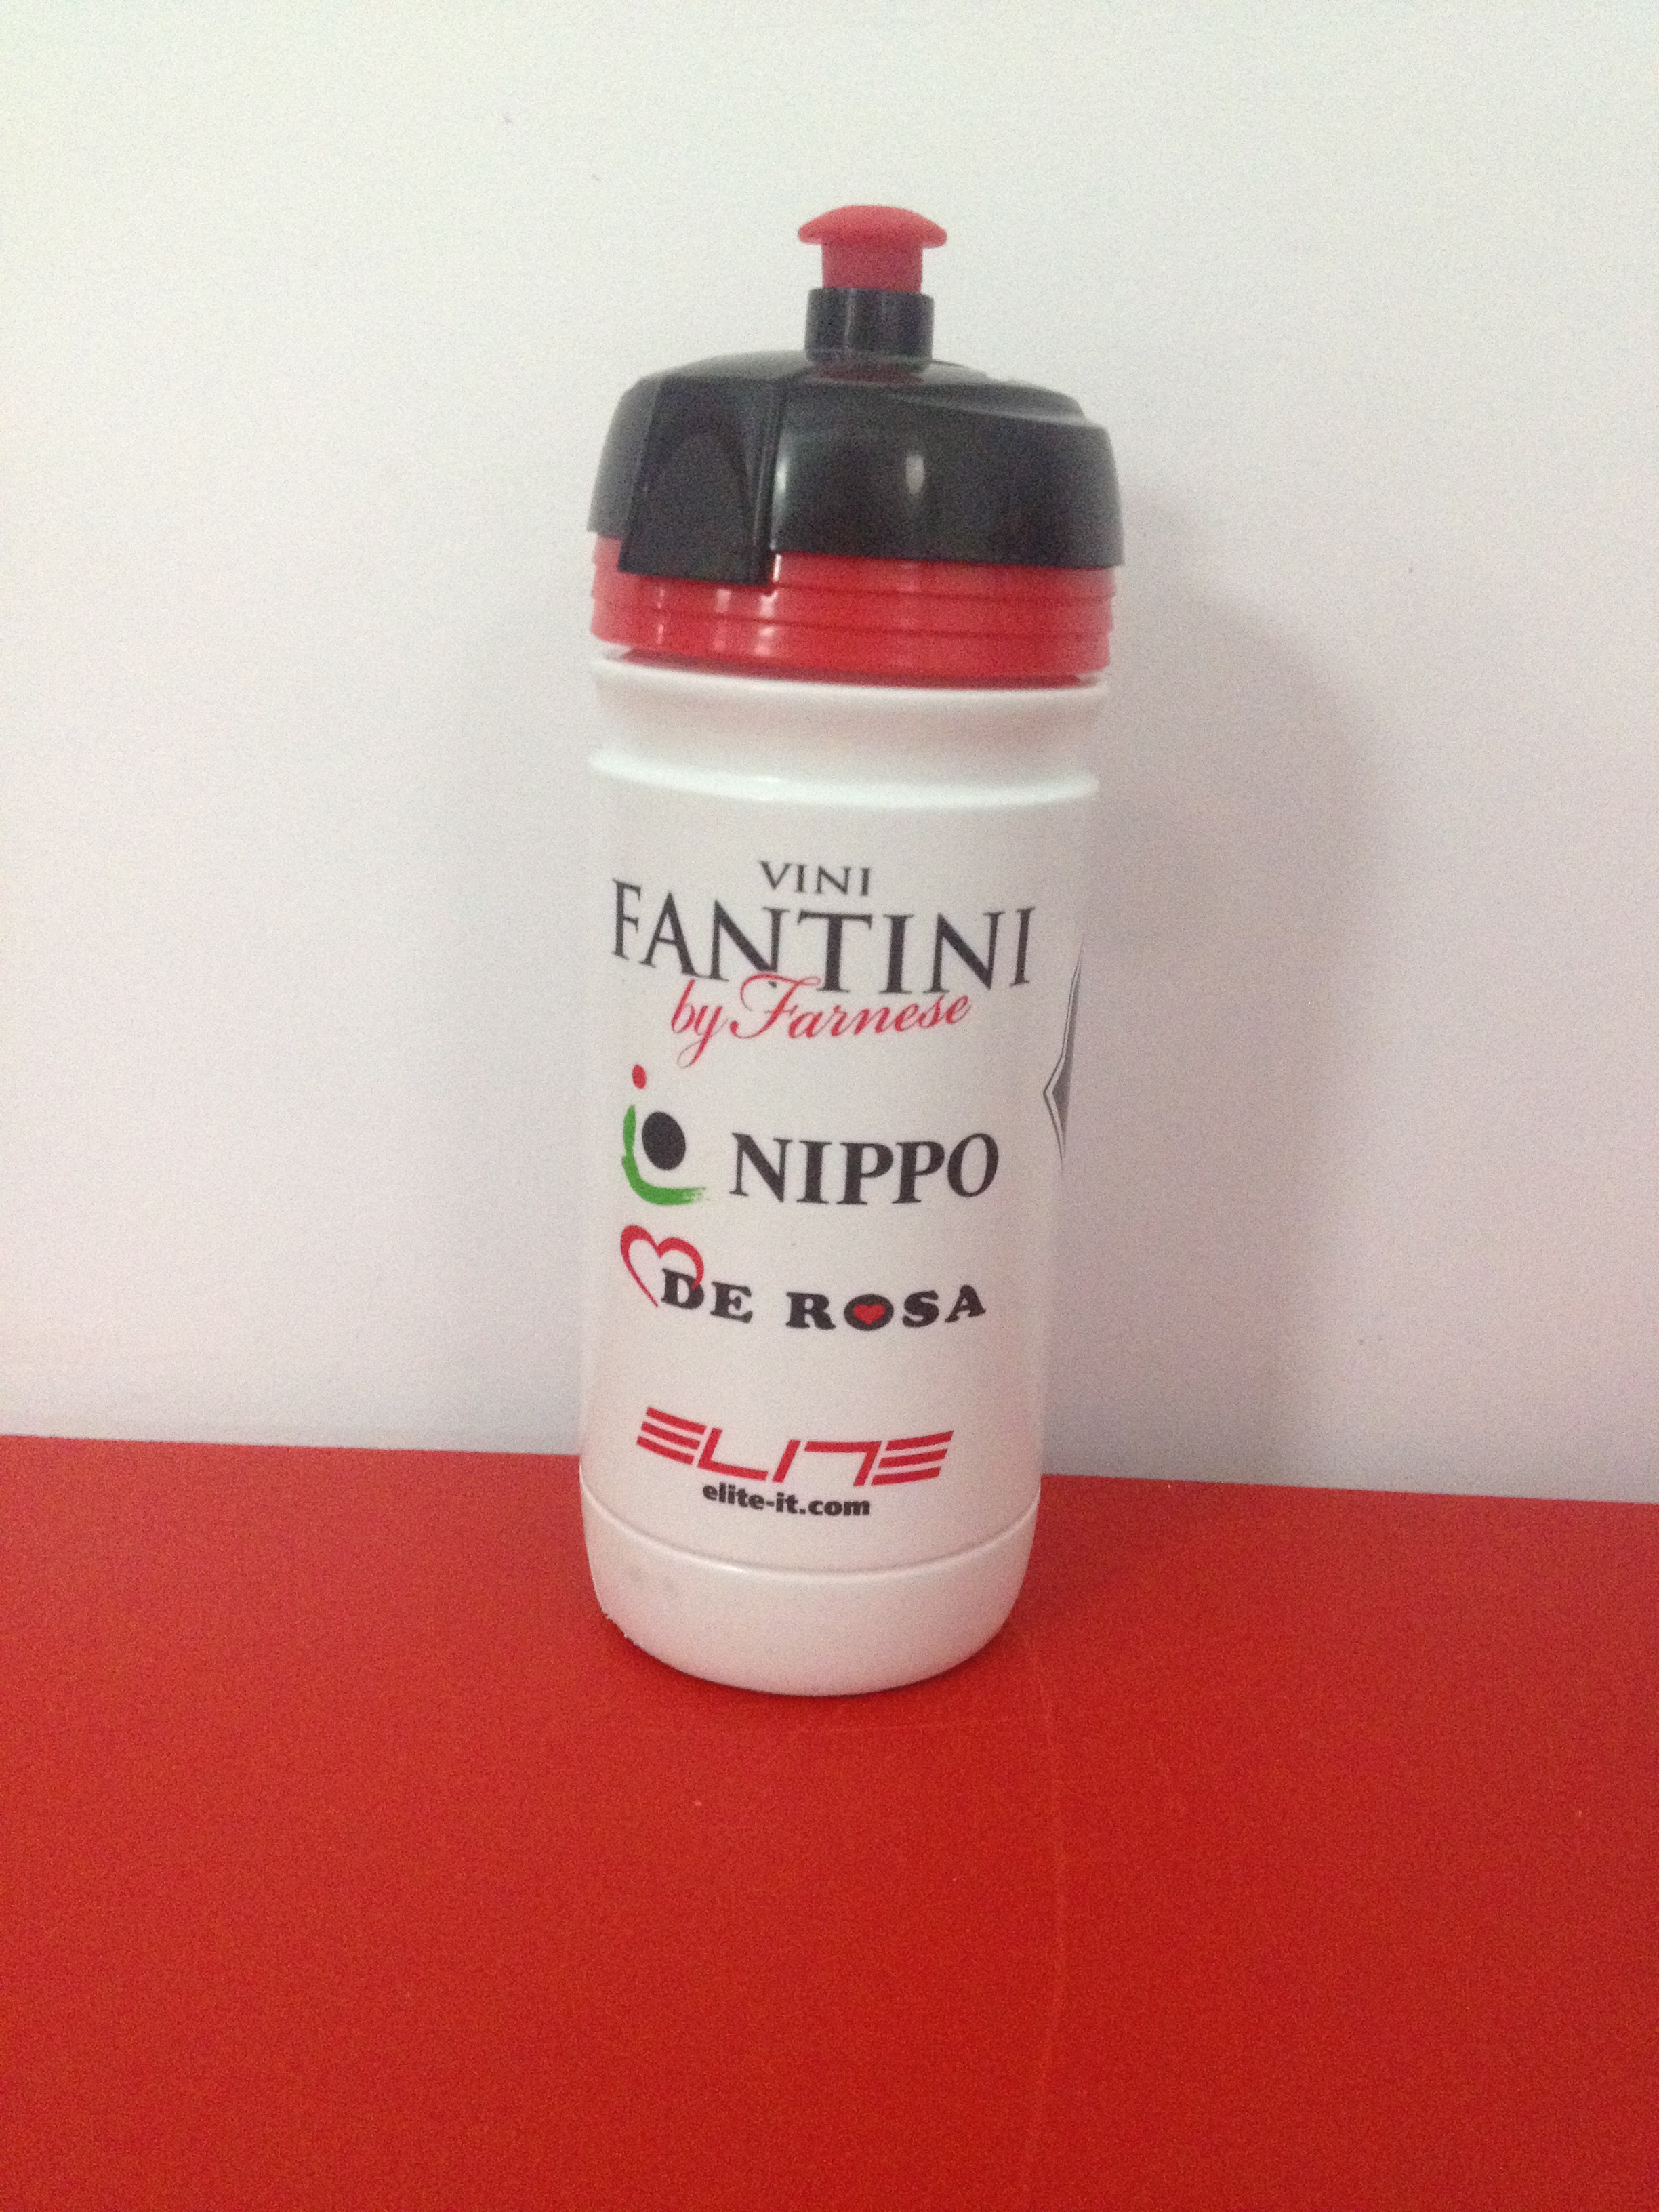 VINI
FANTINI
by Farnese
NIPPO
DE ROSA
ELITE
elite-it.com